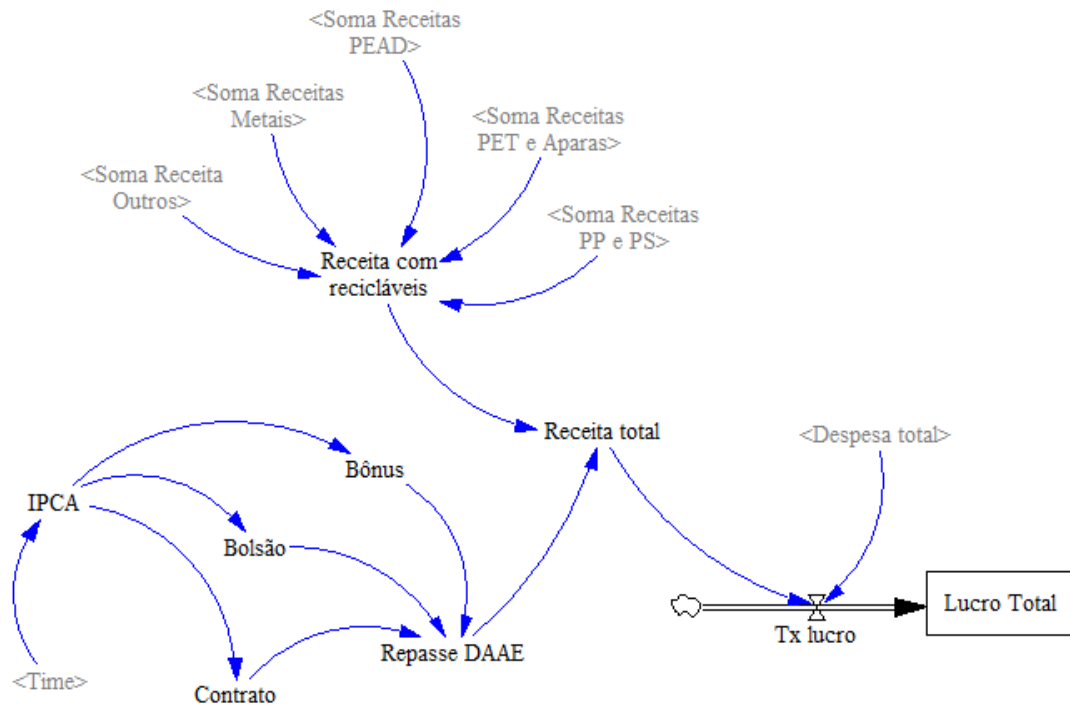 <Soma Receitas
PEAD>
<Soma Receitas
Metais>
<Soma Receitas
PET e Aparas>
<Soma Receita
Outros>
<Soma Receitas
PP e PS>
Receita com
recicláveis
Receita total
<Despesa total>
Bônus
IPCA
Bolsão
Lucro Total
Tx lucro
Repasse DAAE
<Time>
Contrato